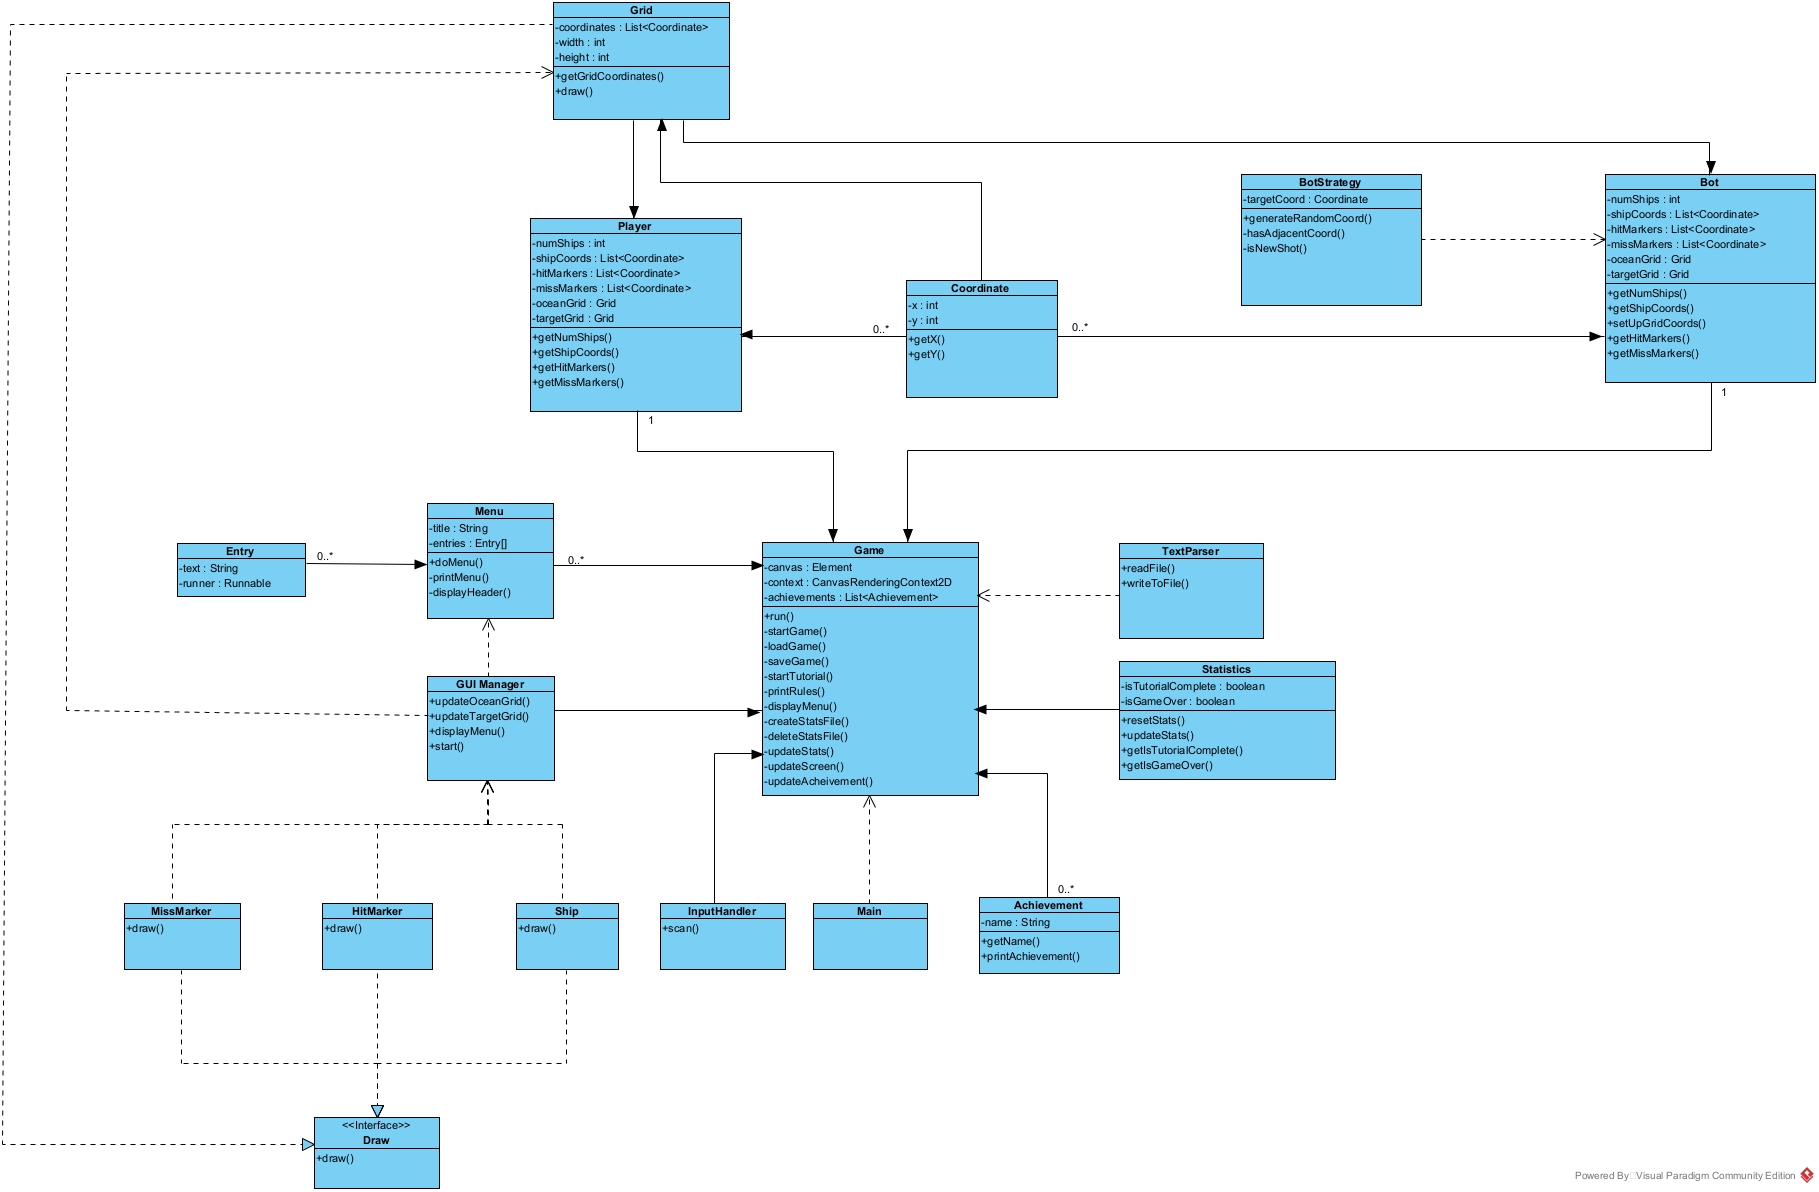 Grid
-coordinates : List<Coordinate>
-width : int
-height : int
+getGridCoordinates()
+draw()
BotStrategy
-targetCoord : Coordinate
+generateRandomCoord()
-hasAdjacentCoord()
-isNewShot()
Bot
-numShips : int
-shipCoords : List<Coordinate>
-hitMarkers : List<Coordinate>
-missMarkers : List<Coordinate>
-oceanGrid : Grid
-targetGrid : Grid
+getNumShips()
+getShipCoords()
+setUpGridCoords()
+getHitMarkers()
+getMissMarkers()
1
Player
-numShips : int
-shipCoords : List<Coordinate>
-hitMarkers : List<Coordinate>
-missMarkers : List<Coordinate>
-oceanGrid : Grid
-targetGrid : Grid
+getNumShips()
+getShipCoords()
+getHitMarkers()
+getMissMarkers()
1
Coordinate
-x : int
-y : int
+getX()
+getY()
0..*
0..*
Menu
-title : String
-entries : Entry[]
+doMenu()
-printMenu()
-displayHeader()
0..*
Entry
-text : String
-runner : Runnable
0..*
Game
-canvas : Element
-context : CanvasRenderingContext2D
-achievements : List<Achievement>
+run()
-startGame()
-loadGame()
-saveGame()
-startTutorial()
-printRules()
-displayMenu()
-createStatsFile()
-deleteStatsFile()
-updateStats()
-updateScreen()
-updateAcheivement()
TextParser
+readFile()
+writeToFile()
Statistics
-isTutorialComplete : boolean
-isGameOver : boolean
+resetStats()
+updateStats()
+getIsTutorialComplete()
+getIsGameOver()
GUI Manager
+updateOceanGrid()
+updateTargetGrid()
+displayMenu()
+start()
MissMarker
+draw()
HitMarker
+draw()
Ship
+draw()
InputHandler
+scan()
Main
0..*
Achievement
-name : String
+getName()
+printAchievement()
<<Interface>>
Draw
+draw()
Powered By Visual Paradigm Community Edition